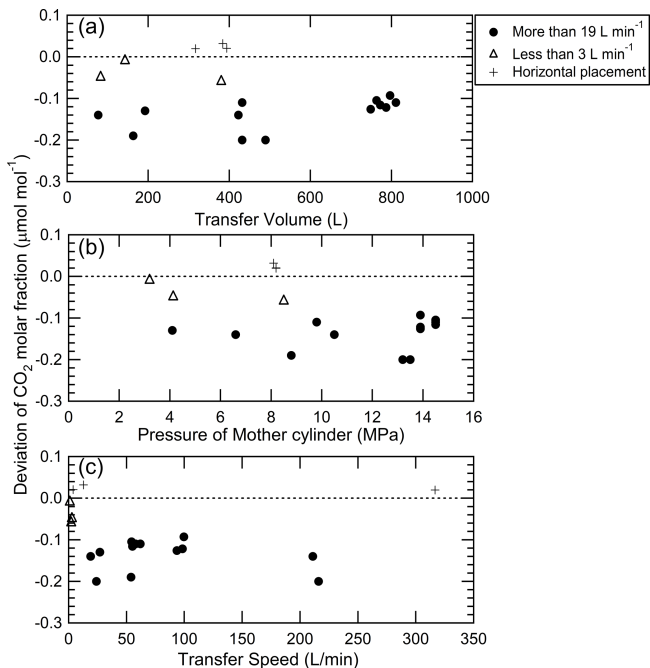 (a)
More than 19 L min⁻¹
Less than 3 L min⁻¹
Horizontal placement
0.1
0.0
-0.1
-0.2
-0.3
0 200 400 600 800 1000
Transfer Volume (L)
Deviation of CO₂ molar fraction (μmol mol⁻¹)
(b)
0.1
0.0
-0.1
-0.2
-0.3
0 2 4 6 8 10 12 14 16
Pressure of Mother cylinder (MPa)
(c)
0.1
0.0
-0.1
-0.2
-0.3
0 50 100 150 200 250 300 350
Transfer Speed (L/min)